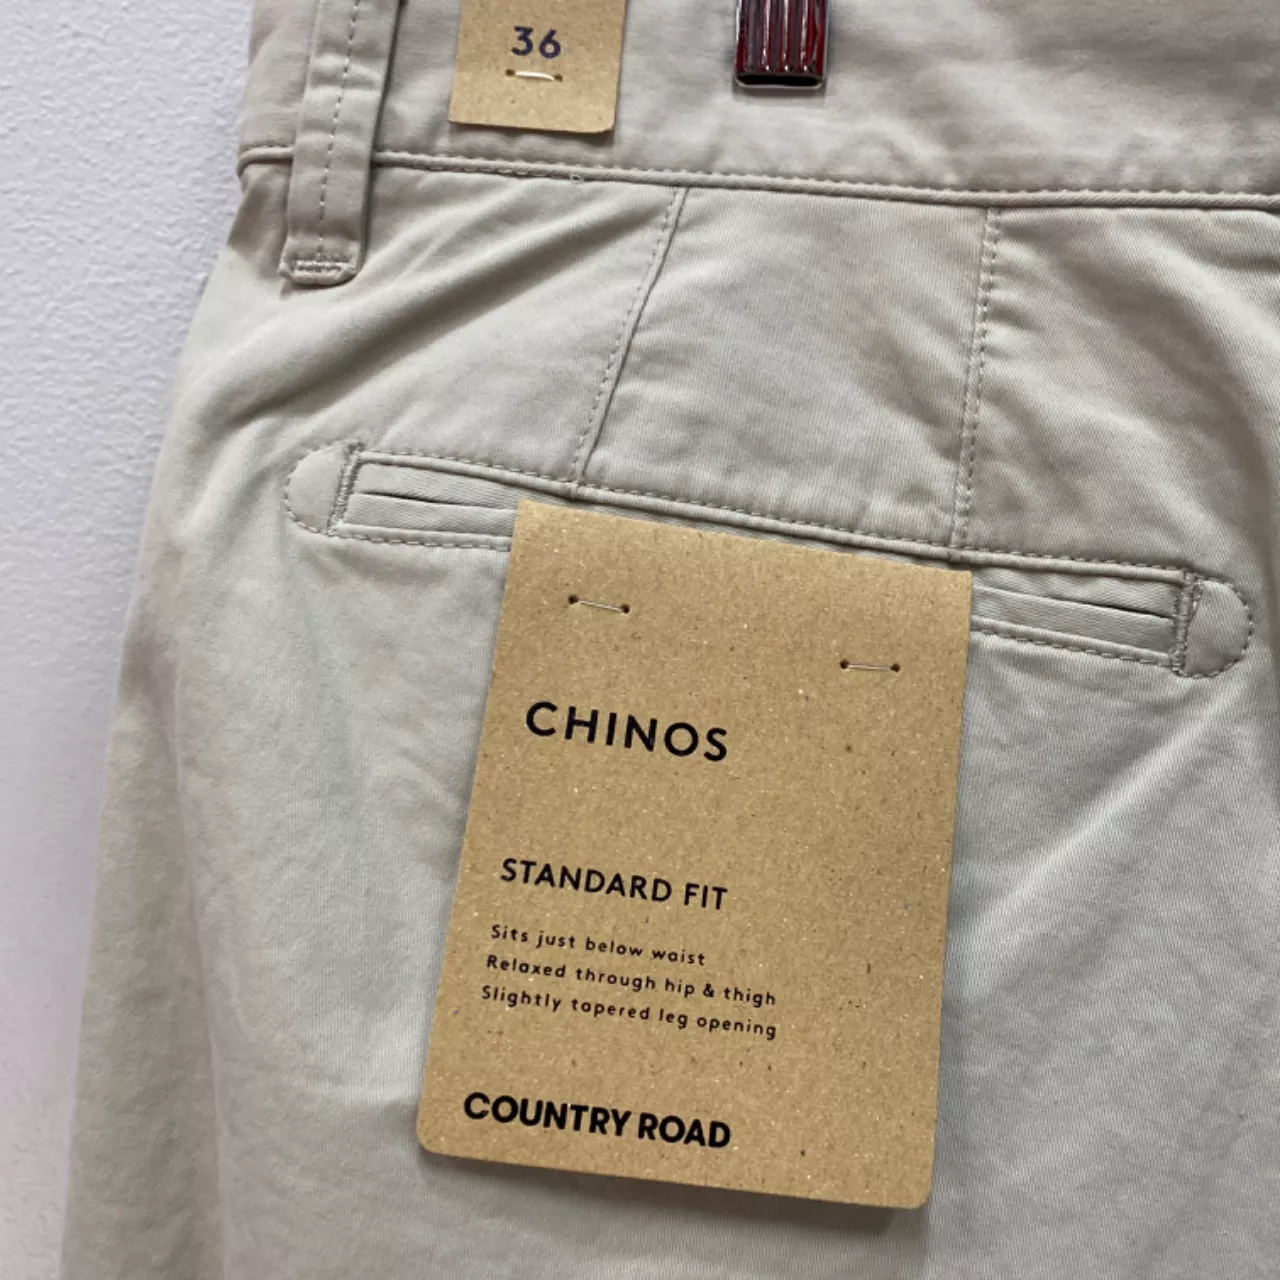 36
CHINOS
STANDARD FIT
Sits just below waist
Relaxed through hip & thigh
Slightly tapered leg opening
COUNTRY ROAD